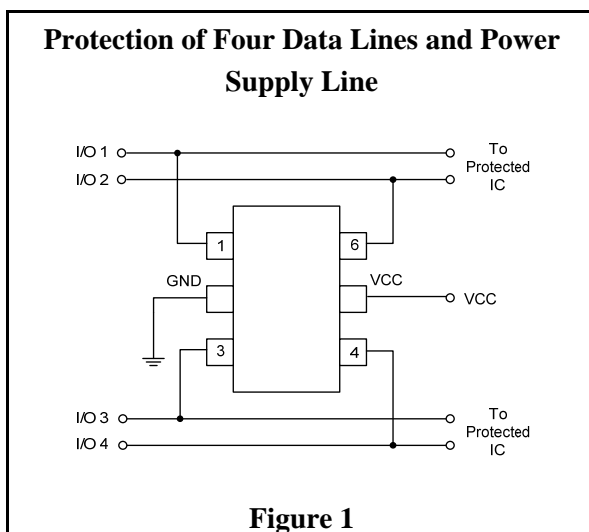 Protection of Four Data Lines and Power
Supply Line
I/O 1
I/O 2
To
Protected
IC
1
6
GND
VCC
VCC
3
4
I/O 3
I/O 4
To
Protected
IC
Figure 1